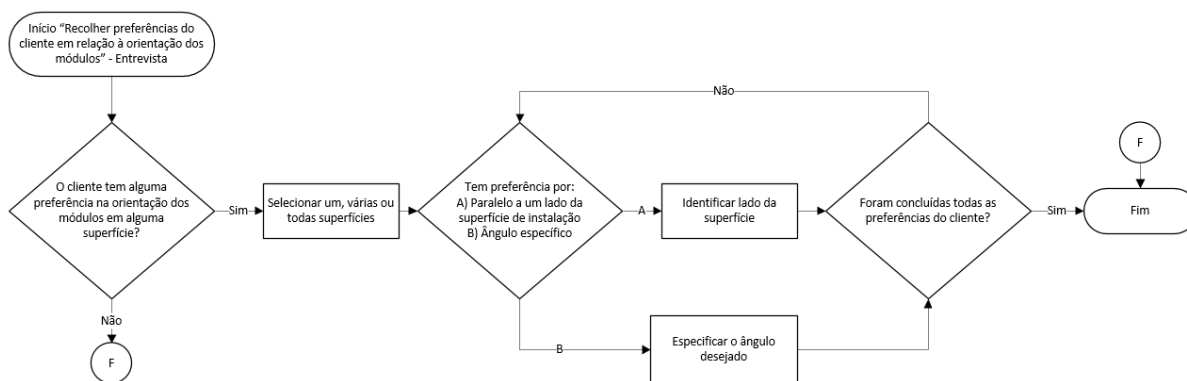 Início “Recolher preferências do
cliente em relação à orientação dos
módulos” - Entrevista
O cliente tem alguma
preferência na orientação dos
módulos em alguma
superfície?
Sim
Não
F
Selecionar um, várias ou
todas superfícies
Tem preferência por:
A) Paralelo a um lado da
superfície de instalação
B) Ângulo específico
A
B
Identificar lado da
superfície
Especificar o ângulo
desejado
Não
Foram concluídas todas as
preferências do cliente?
Sim
F
Fim